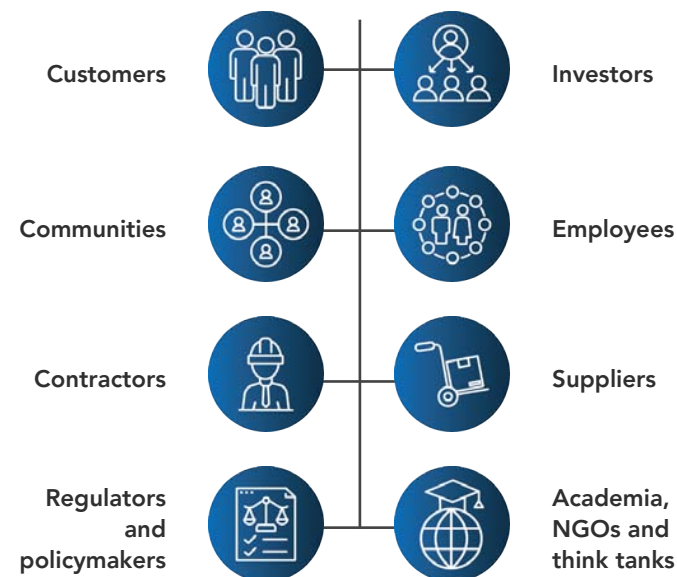 Customers
Investors
Communities
Employees
Contractors
Suppliers
Regulators
and
policymakers
Academia,
NGOs and
think tanks